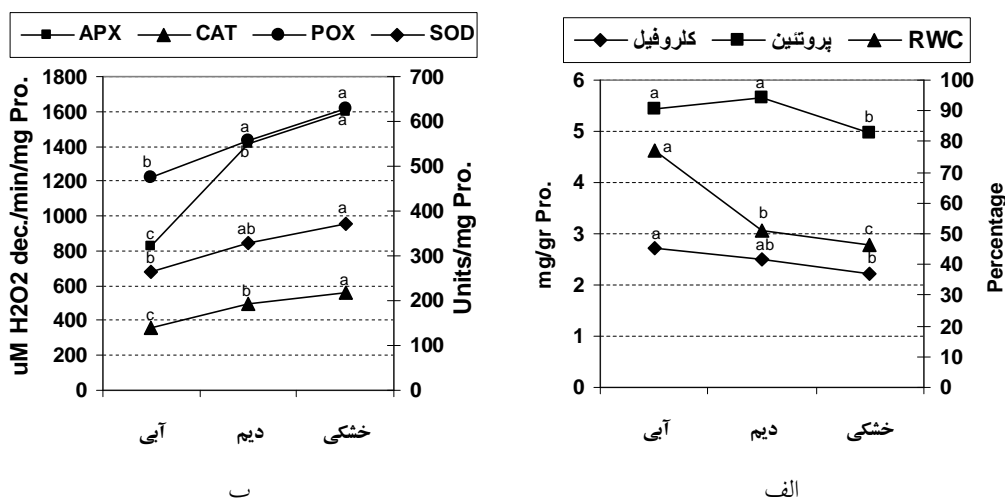 APX CAT POX SOD
uM H2O2 dec./min/mg Pro.
1800
1600
1400
1200
1000
800
600
400
200
0
700
600
500
400
300
200
100
0
Units/mg Pro.
b
a
a
b
a
c
b
ab
a
c
b
a
آبی
دیم
خشکی
ب
کلروفیل پروتئین RWC
mg/gr Pro.
6
5
4
3
2
1
0
100
90
80
70
60
50
40
30
20
10
0
Percentage
a
a
b
a
b
c
a
ab
b
آبی
دیم
خشکی
الف